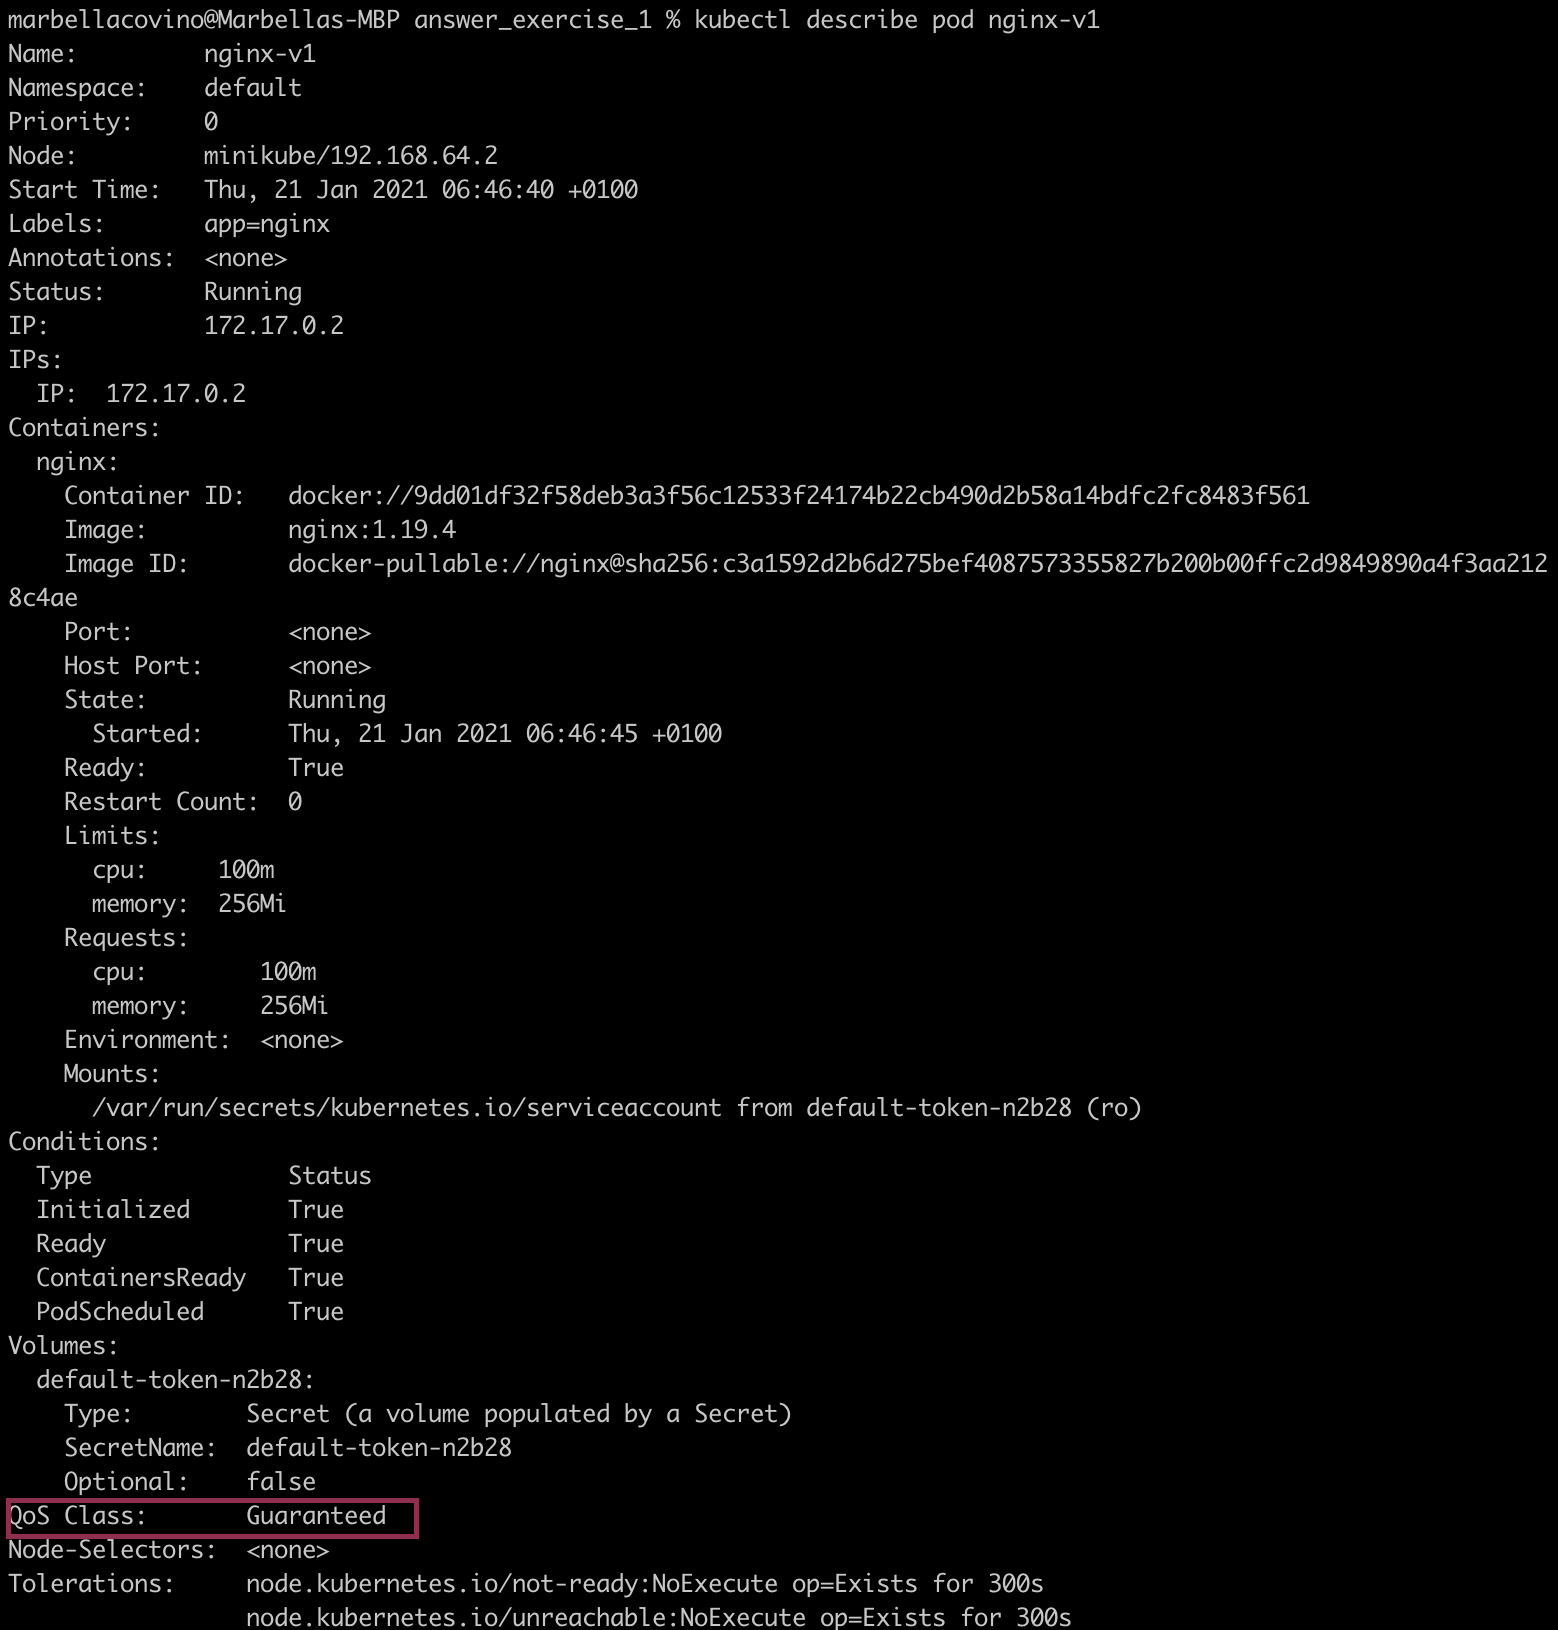 marbellacovino@Marbellas-MBP answer_exercise_1 % kubectl describe pod nginx-v1
Name:         nginx-v1
Namespace:    default
Priority:     0
Node:         minikube/192.168.64.2
Start Time:   Thu, 21 Jan 2021 06:46:40 +0100
Labels:       app=nginx
Annotations:  <none>
Status:       Running
IP:           172.17.0.2
IPs:
  IP:  172.17.0.2
Containers:
  nginx:
    Container ID:   docker://9dd01df32f58deb3a3f56c12533f24174b22cb490d2b58a14bdfc2fc8483f561
    Image:          nginx:1.19.4
    Image ID:       docker-pullable://nginx@sha256:c3a1592d2b6d275bef4087573355827b200b00ffc2d9849890a4f3aa212
8c4ae
    Port:           <none>
    Host Port:      <none>
    State:          Running
      Started:      Thu, 21 Jan 2021 06:46:45 +0100
    Ready:          True
    Restart Count:  0
    Limits:
      cpu:     100m
      memory:  256Mi
    Requests:
      cpu:        100m
      memory:     256Mi
    Environment:  <none>
    Mounts:
      /var/run/secrets/kubernetes.io/serviceaccount from default-token-n2b28 (ro)
Conditions:
  Type              Status
  Initialized       True
  Ready             True
  ContainersReady   True
  PodScheduled      True
Volumes:
  default-token-n2b28:
    Type:        Secret (a volume populated by a Secret)
    SecretName:  default-token-n2b28
    Optional:    false
QoS Class:       Guaranteed
Node-Selectors:  <none>
Tolerations:     node.kubernetes.io/not-ready:NoExecute op=Exists for 300s
                 node.kubernetes.io/unreachable:NoExecute op=Exists for 300s